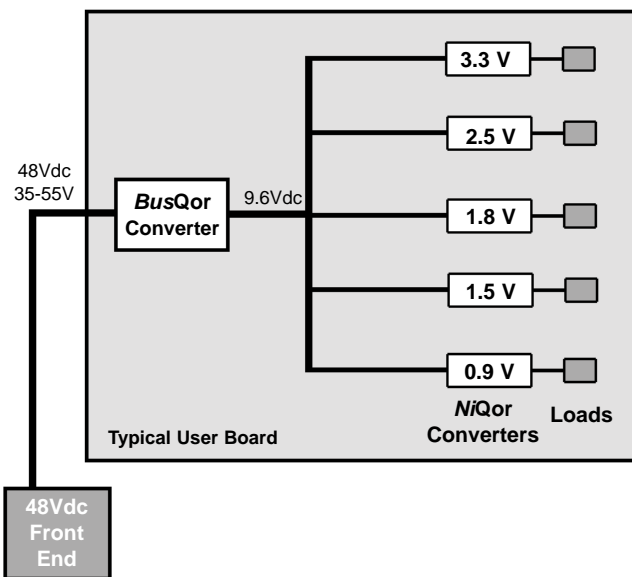 3.3 V
2.5 V
48Vdc
35-55V
BusQor
Converter
9.6Vdc
1.8 V
1.5 V
0.9 V
NiQor
Converters
Loads
Typical User Board
48Vdc
Front
End